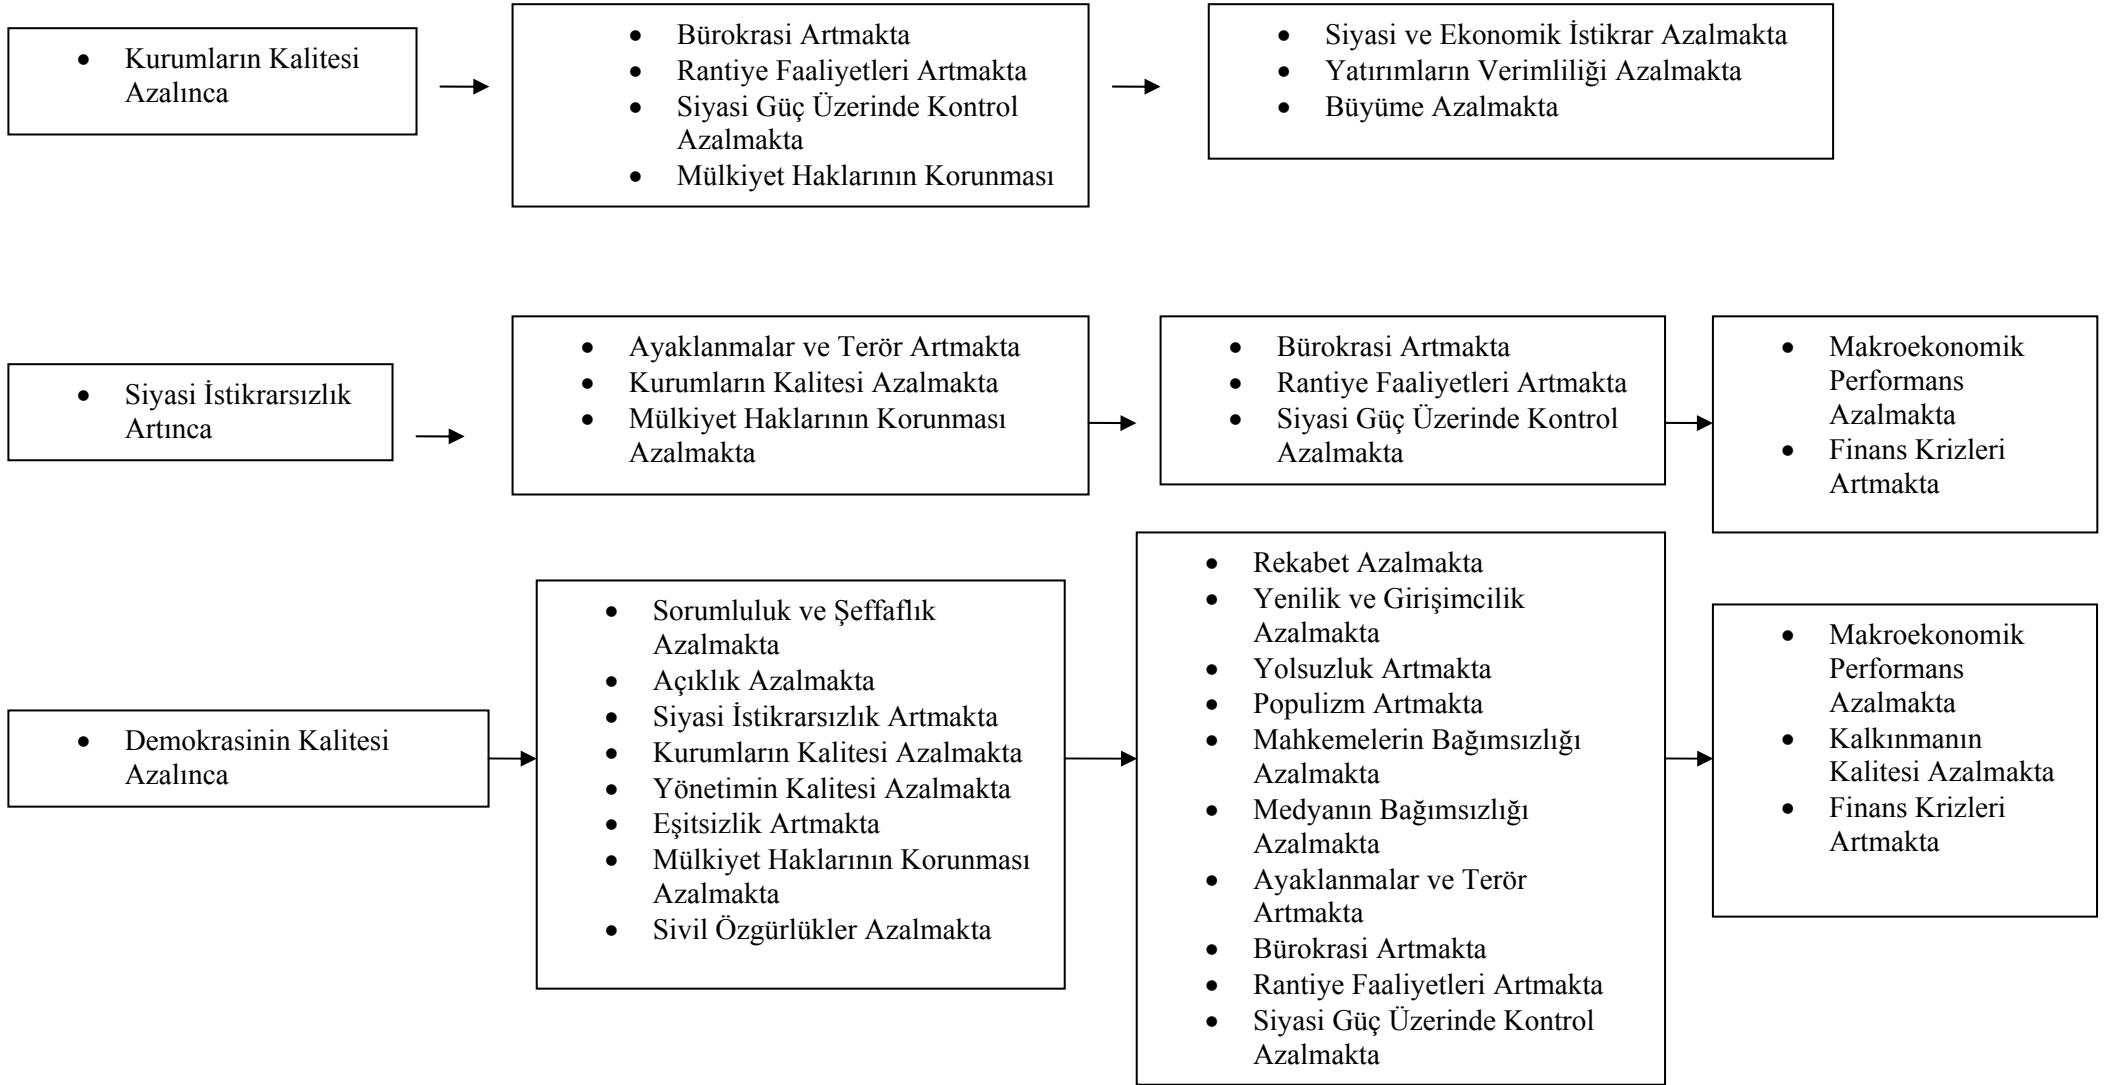 Kurumların Kalitesi
Azalınca
Bürokrasi Artmakta
Rantiye Faaliyetleri Artmakta
Siyasi Güç Üzerinde Kontrol
Azalmakta
Mülkiyet Haklarının Korunması
Siyasi ve Ekonomik İstikrar Azalmakta
Yatırımların Verimliliği Azalmakta
Büyüme Azalmakta
Siyasi İstikrarsızlık
Artınca
Ayaklanmalar ve Terör Artmakta
Kurumların Kalitesi Azalmakta
Mülkiyet Haklarının Korunması
Azalmakta
Bürokrasi Artmakta
Rantiye Faaliyetleri Artmakta
Siyasi Güç Üzerinde Kontrol
Azalmakta
Makroekonomik
Performans
Azalmakta
Finans Krizleri
Artmakta
Demokrasinin Kalitesi
Azalınca
Sorumluluk ve Şeffaflık
Azalmakta
Açıklık Azalmakta
Siyasi İstikrarsızlık Artmakta
Kurumların Kalitesi Azalmakta
Yönetimin Kalitesi Azalmakta
Eşitsizlik Artmakta
Mülkiyet Haklarının Korunması
Azalmakta
Sivil Özgürlükler Azalmakta
Rekabet Azalmakta
Yenilik ve Girişimcilik
Azalmakta
Yolsuzluk Artmakta
Populizm Artmakta
Mahkemelerin Bağımsızlığı
Azalmakta
Medyanın Bağımsızlığı
Azalmakta
Ayaklanmalar ve Terör
Artmakta
Bürokrasi Artmakta
Rantiye Faaliyetleri Artmakta
Siyasi Güç Üzerinde Kontrol
Azalmakta
Makroekonomik
Performans
Azalmakta
Kalkınmanın
Kalitesi Azalmakta
Finans Krizleri
Artmakta